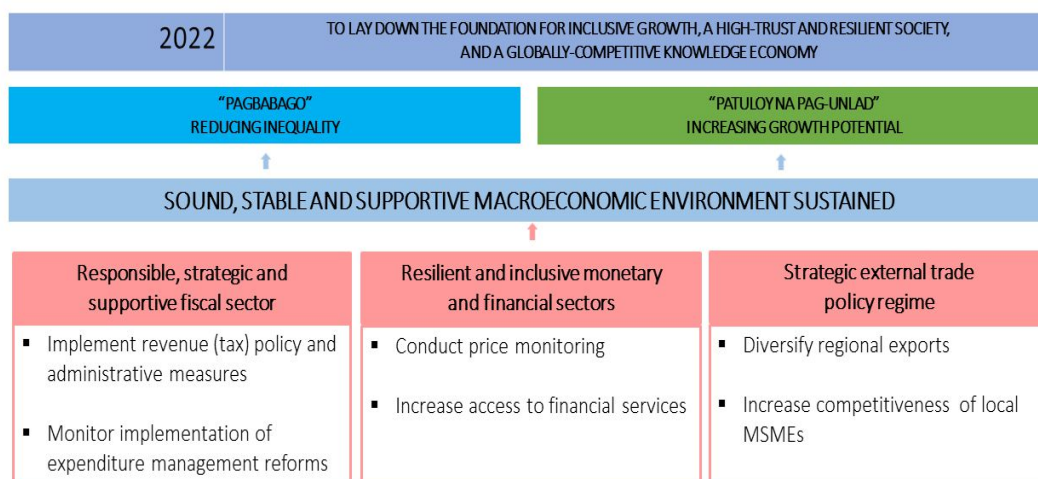 2022
TO LAY DOWN THE FOUNDATION FOR INCLUSIVE GROWTH, A HIGH-TRUST AND RESILIENT SOCIETY,
AND A GLOBALLY-COMPETITIVE KNOWLEDGE ECONOMY
"PAGBABAGO"
REDUCING INEQUALITY
"PATULOY NA PAG-UNLAD"
INCREASING GROWTH POTENTIAL
SOUND, STABLE AND SUPPORTIVE MACROECONOMIC ENVIRONMENT SUSTAINED
Responsible, strategic and
supportive fiscal sector
▪ Implement revenue (tax) policy and
administrative measures
▪ Monitor implementation of
expenditure management reforms
Resilient and inclusive monetary
and financial sectors
▪ Conduct price monitoring
▪ Increase access to financial services
Strategic external trade
policy regime
▪ Diversify regional exports
▪ Increase competitiveness of local
MSMEs